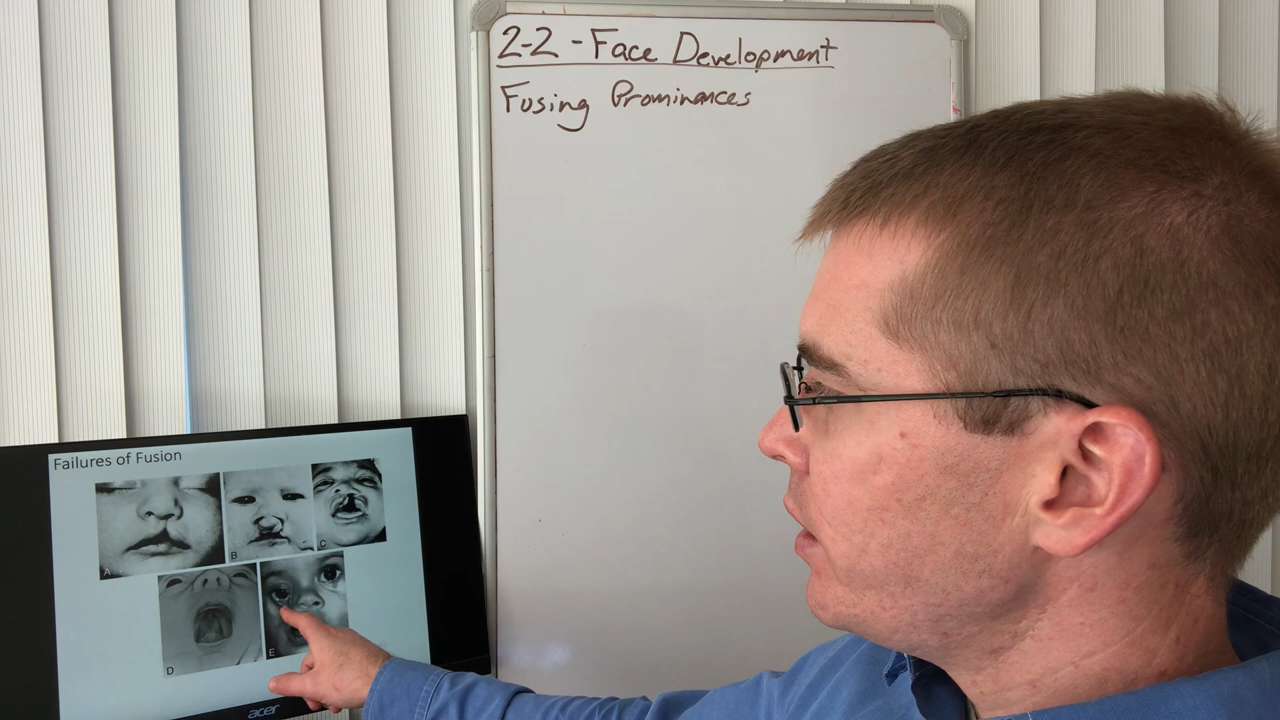 2-2 - Face Development
Fusing Prominances
Failures of Fusion
A
B
C
D
E
acer